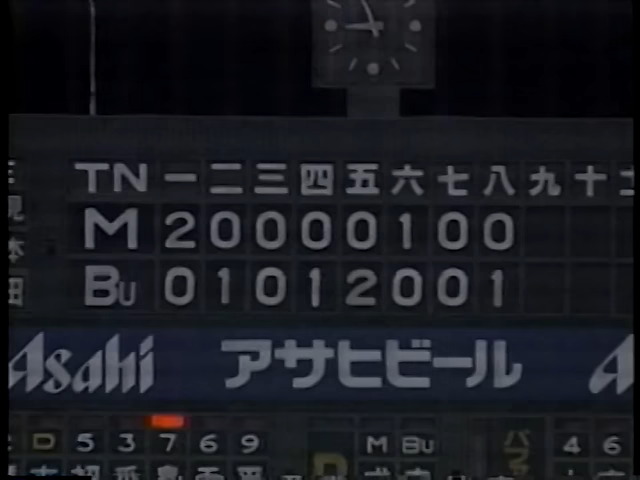 TN 一 二 三 四 五 六 七 八 九 十
M 2 0 0 0 0 1 0 0
Bu 0 1 0 1 2 0 0 1
Asahi アサヒビール A
D 5 3 7 6 9 M Bu 4 6